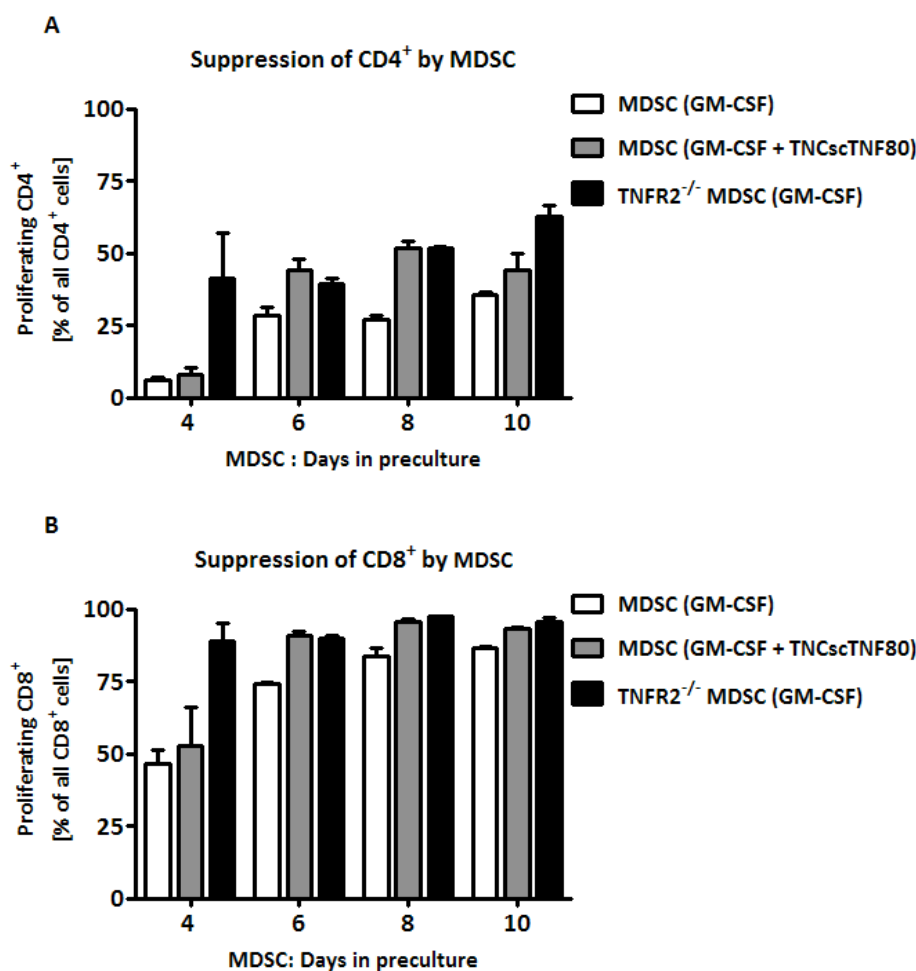 A
Suppression of CD4⁺ by MDSC
MDSC (GM-CSF)
MDSC (GM-CSF + TNCscTNF80)
TNFR2⁻/⁻ MDSC (GM-CSF)
Proliferating CD4⁺
[% of all CD4⁺ cells]
100
75
50
25
0
4 6 8 10
MDSC : Days in preculture
B
Suppression of CD8⁺ by MDSC
MDSC (GM-CSF)
MDSC (GM-CSF + TNCscTNF80)
TNFR2⁻/⁻ MDSC (GM-CSF)
Proliferating CD8⁺
[% of all CD8⁺ cells]
100
75
50
25
0
4 6 8 10
MDSC: Days in preculture